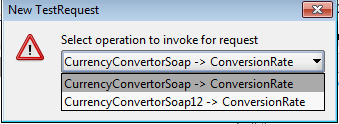 New TestRequest
Select operation to invoke for request
CurrencyConvertorSoap -> ConversionRate
CurrencyConvertorSoap -> ConversionRate
CurrencyConvertorSoap12 -> ConversionRate